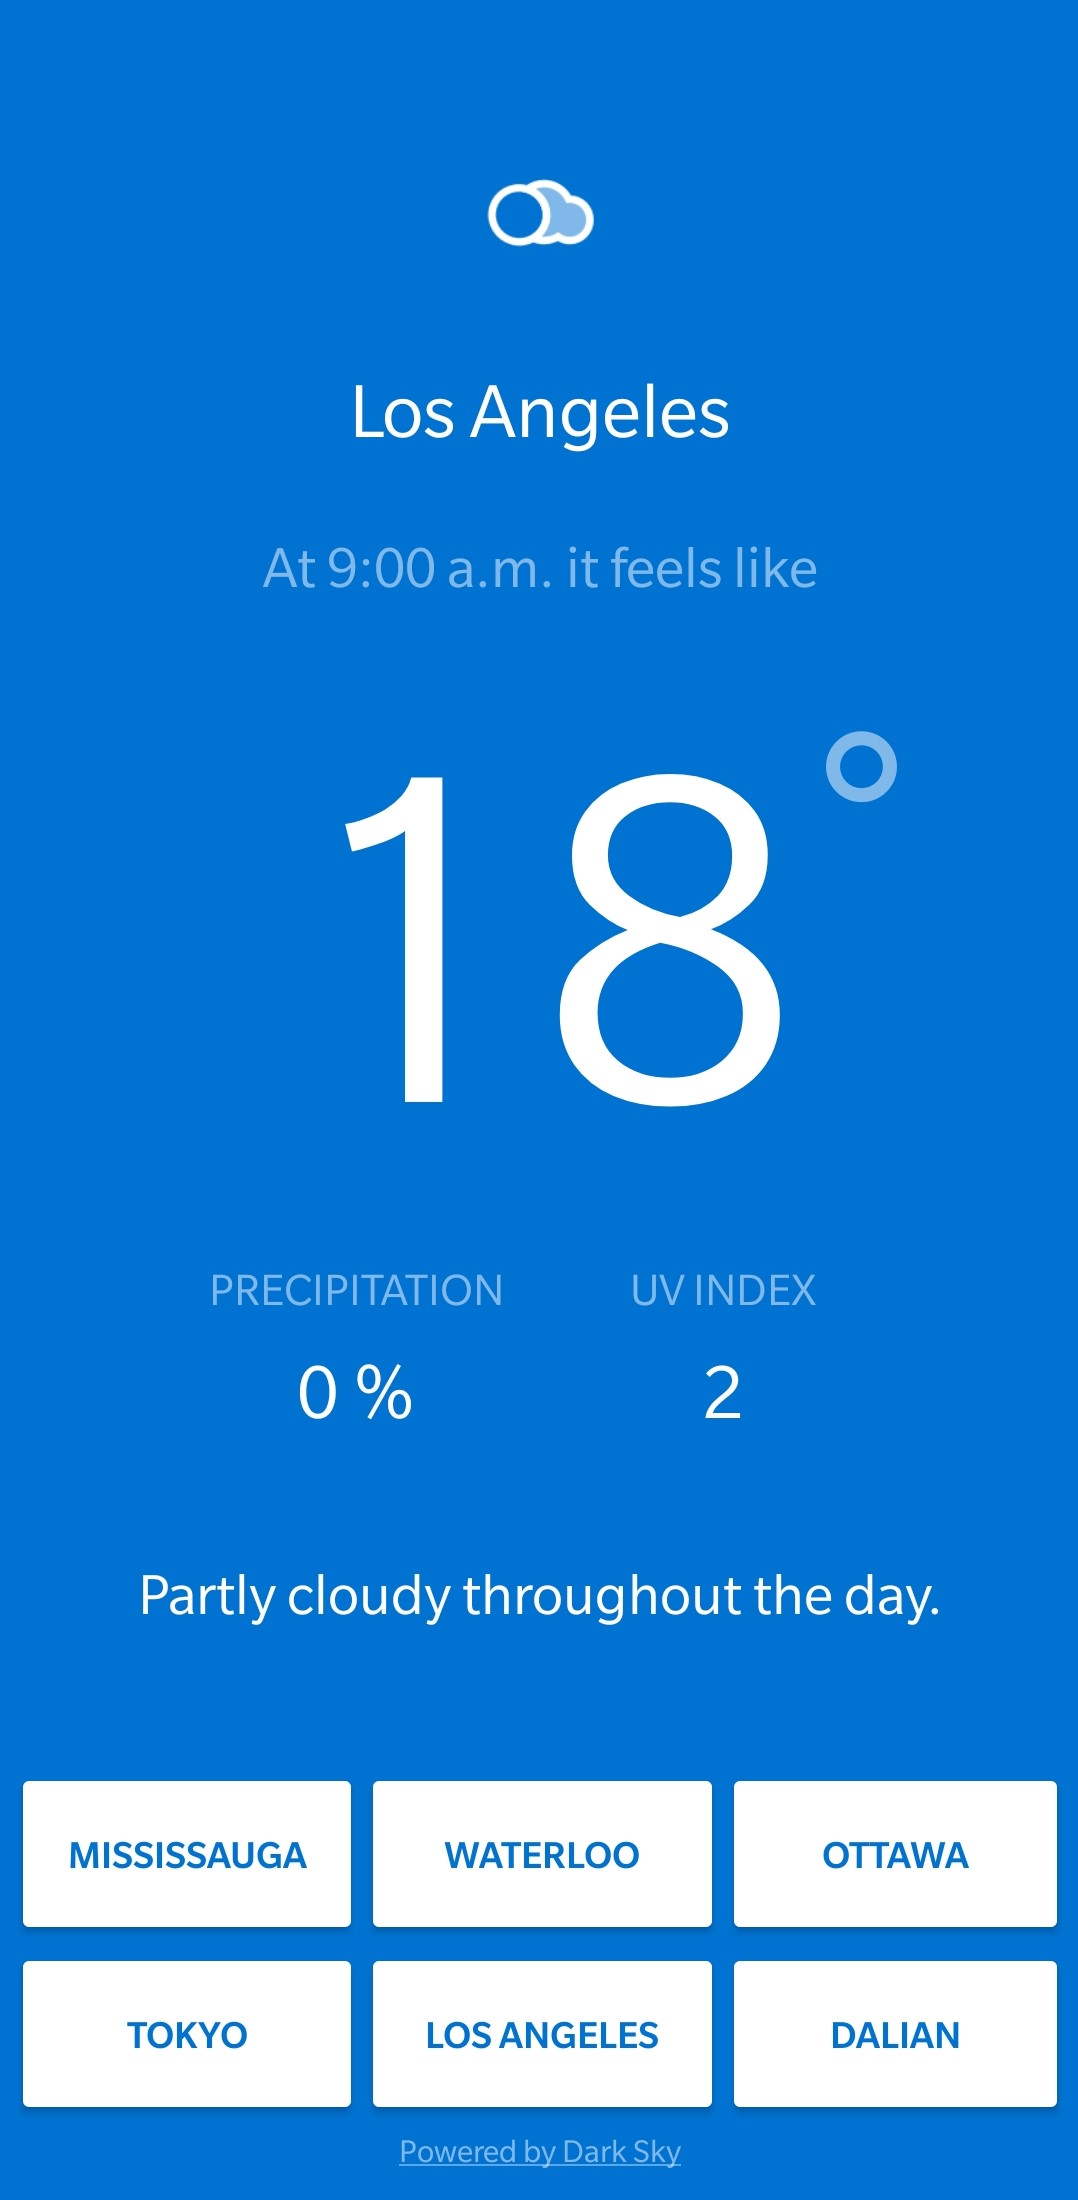 Los Angeles
At 9:00 a.m. it feels like
18°
PRECIPITATION UV INDEX
0 % 2
Partly cloudy throughout the day.
MISSISSAUGA WATERLOO OTTAWA
TOKYO LOS ANGELES DALIAN
Powered by Dark Sky